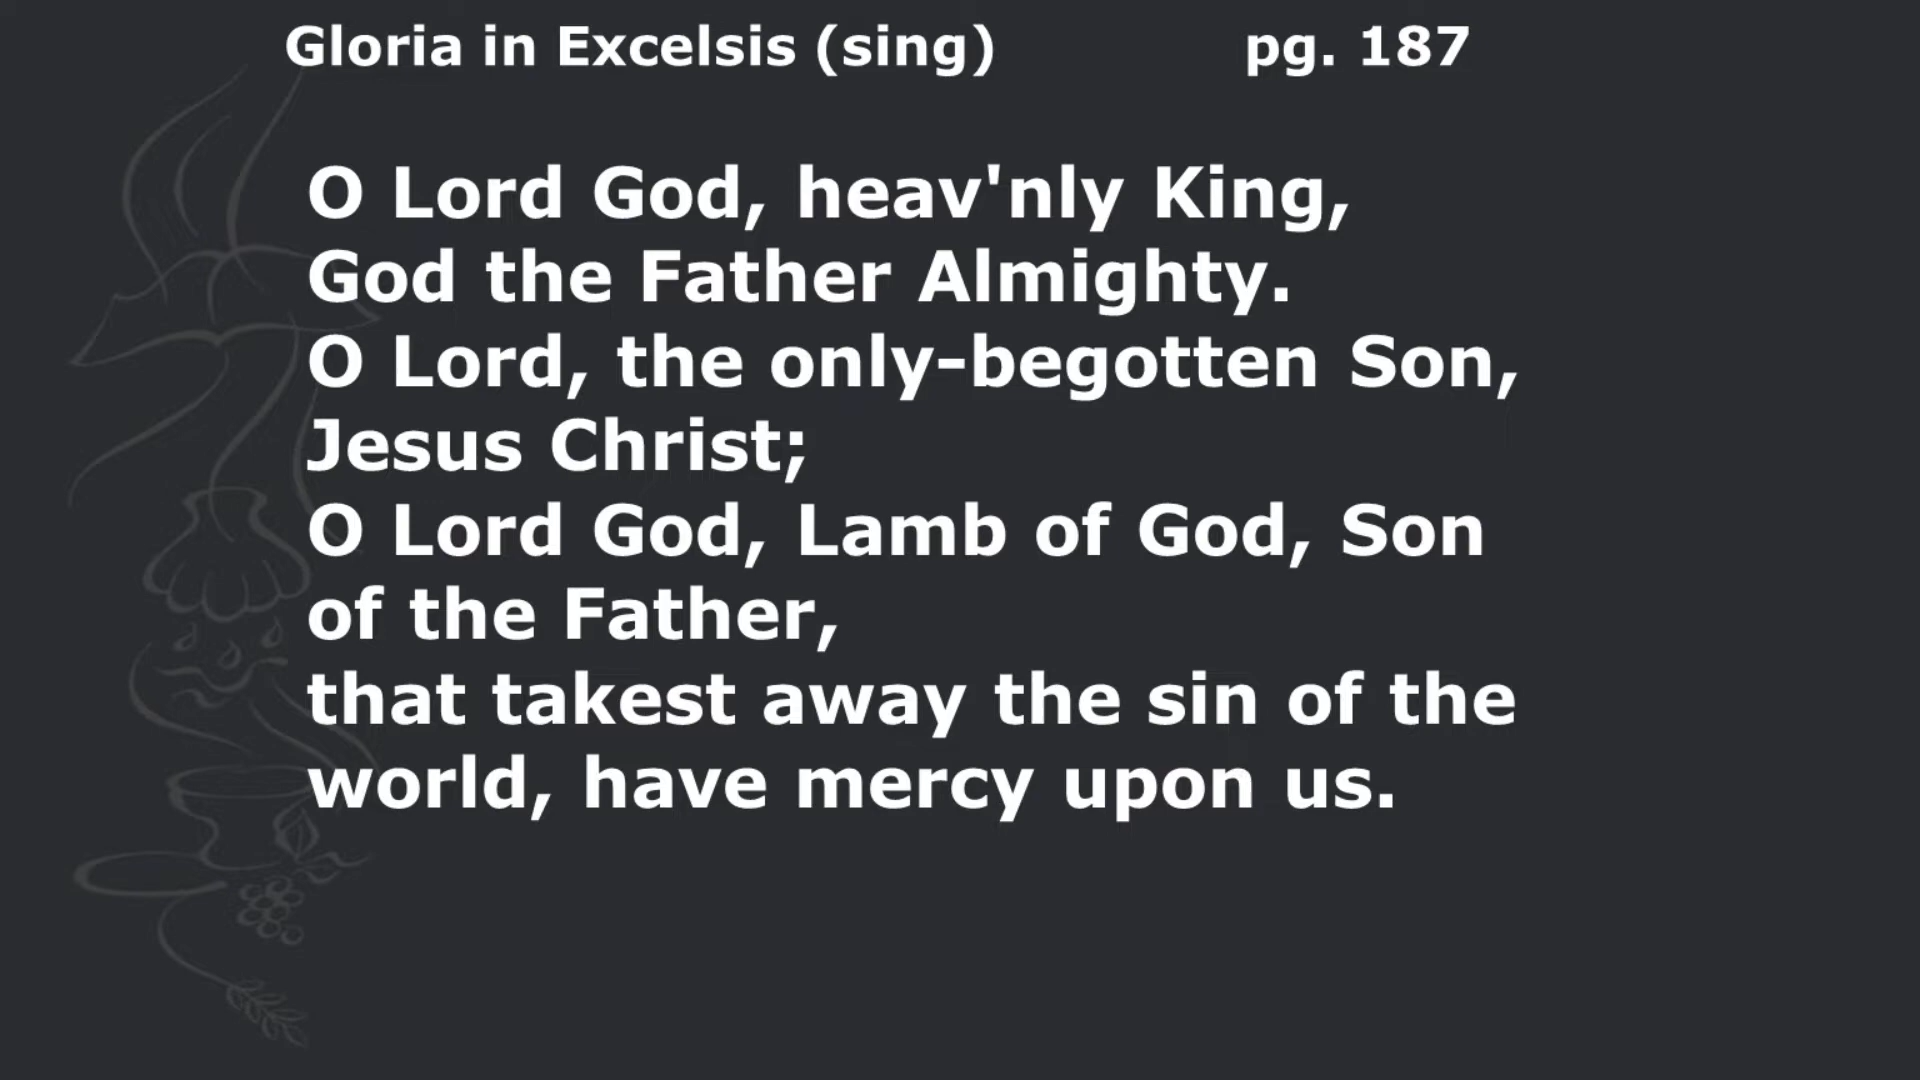 Gloria in Excelsis (sing) pg. 187
O Lord God, heav'nly King,
God the Father Almighty.
O Lord, the only-begotten Son,
Jesus Christ;
O Lord God, Lamb of God, Son
of the Father,
that takest away the sin of the
world, have mercy upon us.